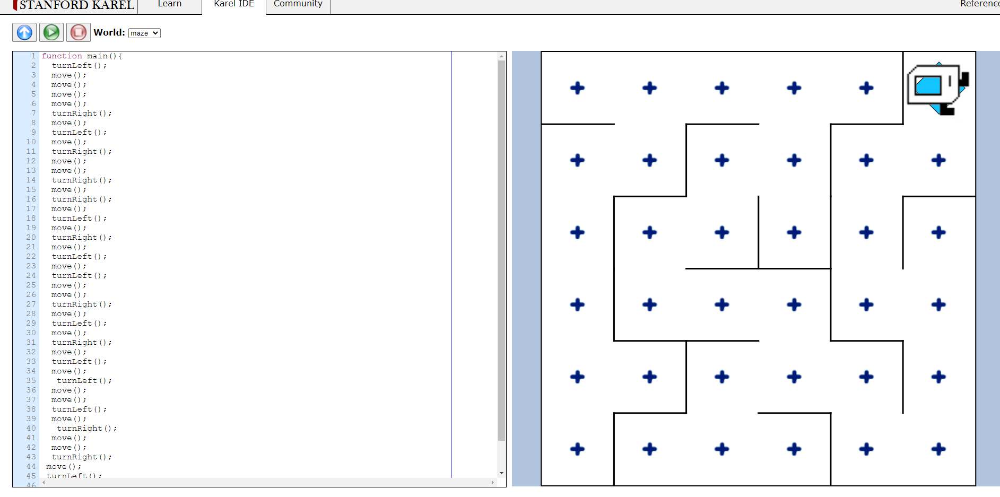 STANFORD KAREL
Learn
Karel IDE
Community
Reference
World: maze
1 function main(){
2 turnLeft();
3 move();
4 move();
5 move();
6 move();
7 turnRight();
8 move();
9 turnLeft();
10 move();
11 turnRight();
12 move();
13 move();
14 turnRight();
15 move();
16 turnRight();
17 move();
18 turnLeft();
19 move();
20 turnRight();
21 move();
22 turnLeft();
23 move();
24 turnLeft();
25 move();
26 move();
27 turnRight();
28 move();
29 turnLeft();
30 move();
31 turnRight();
32 move();
33 turnLeft();
34 move();
35 turnLeft();
36 move();
37 move();
38 turnLeft();
39 move();
40 turnRight();
41 move();
42 move();
43 turnRight();
44 move();
45 turnLeft();
46